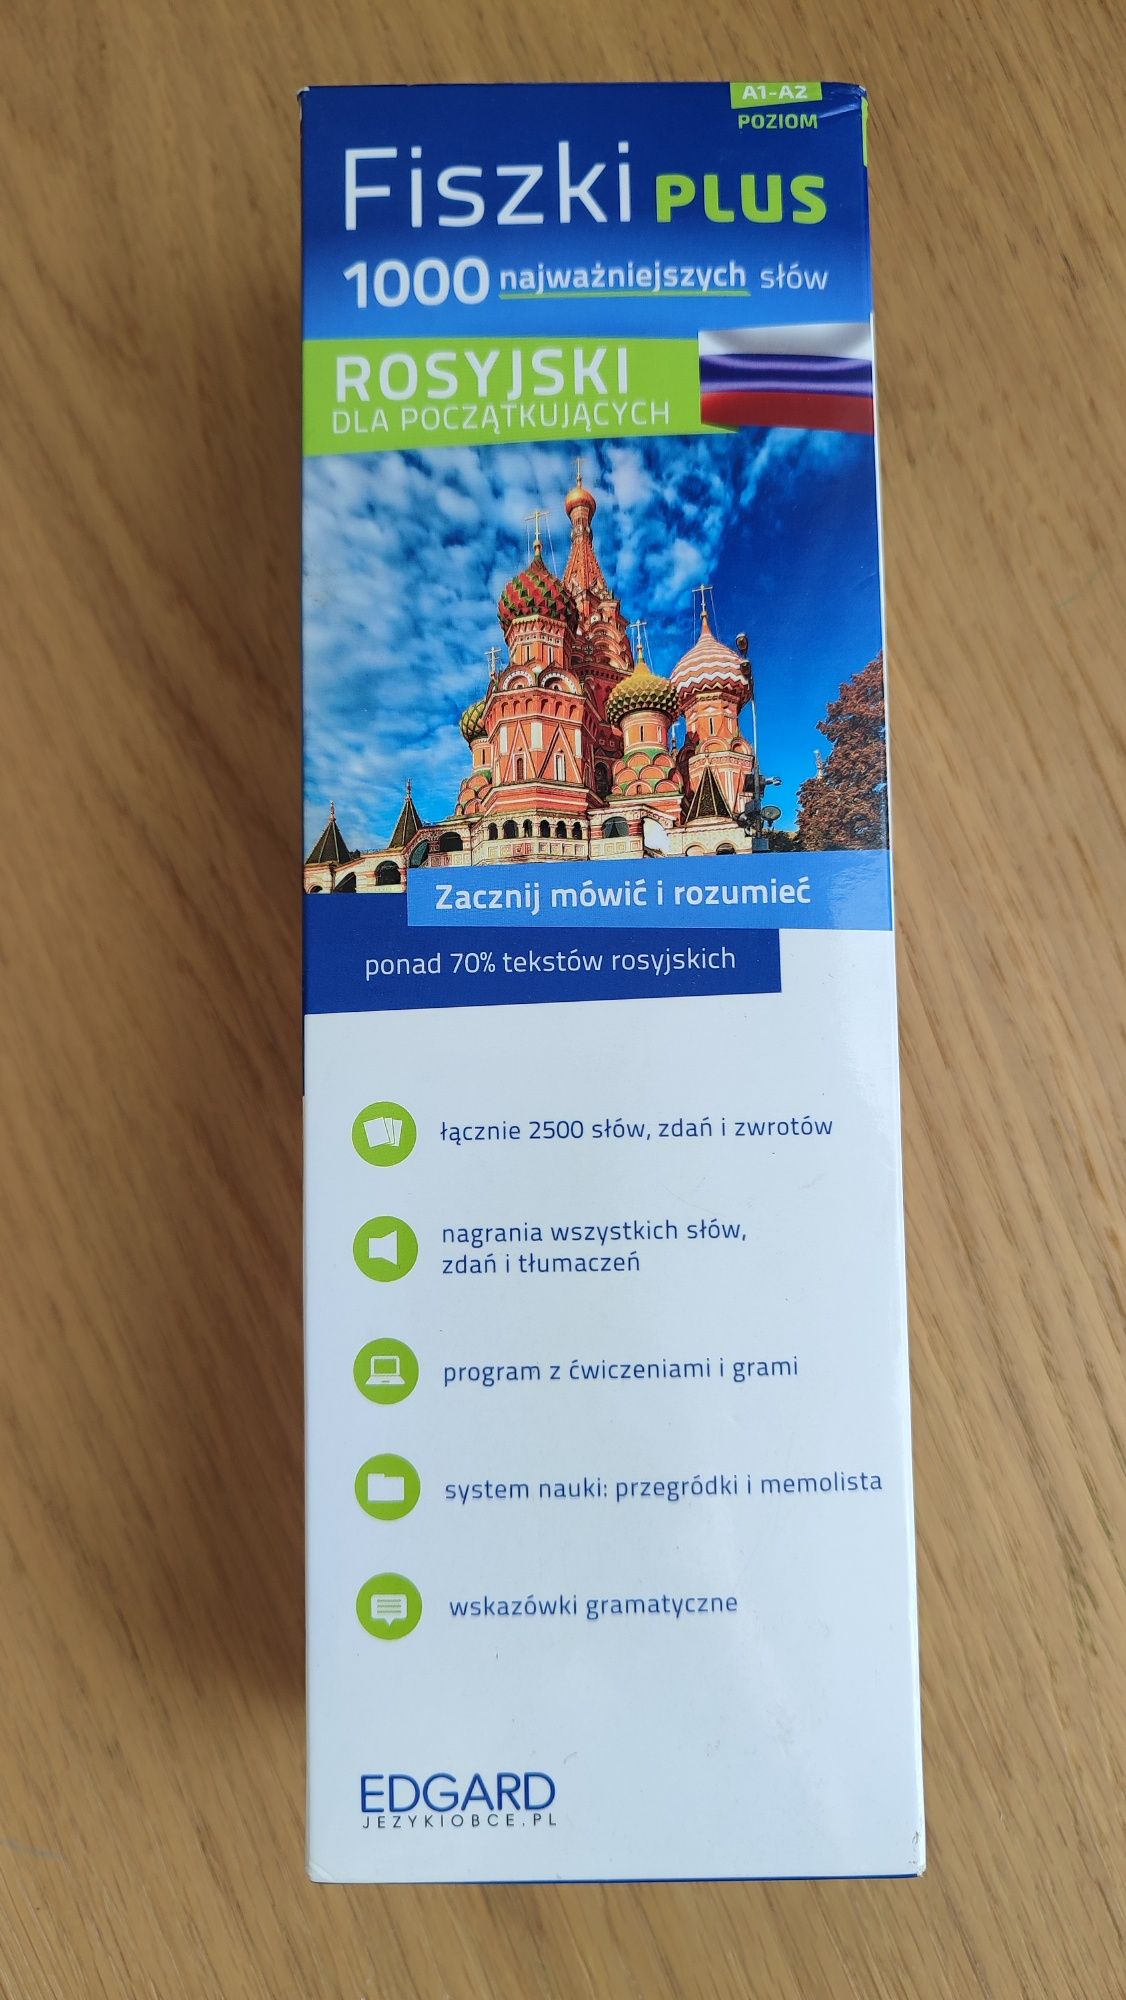 A1-A2
POZIOM
Fiszki PLUS
1000 najważniejszych słów
ROSYJSKI
DLA POCZĄTKUJĄCYCH
Zacznij mówić i rozumieć
ponad 70% tekstów rosyjskich
łącznie 2500 słów, zdań i zwrotów
nagrania wszystkich słów,
zdań i tłumaczeń
program z ćwiczeniami i grami
system nauki: przegródki i memolista
wskazówki gramatyczne
EDGARD
JEZYKIOBCE.PL